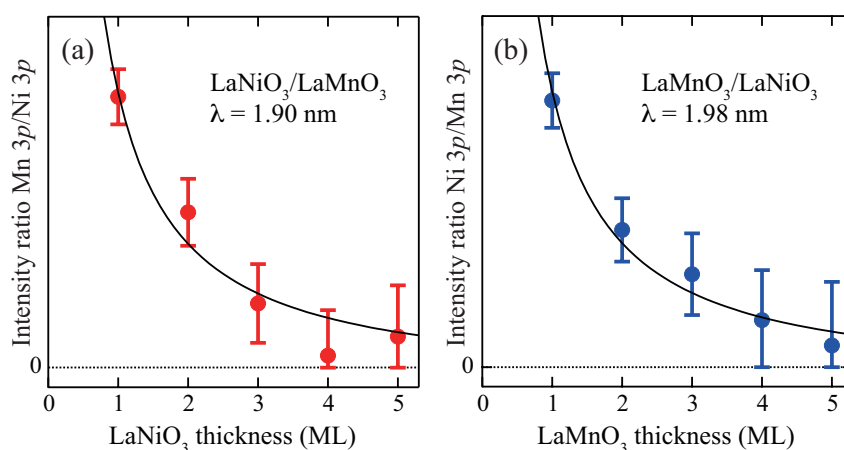 (a)
LaNiO₃/LaMnO₃
λ = 1.90 nm
Intensity ratio Mn 3p/Ni 3p
0
0 1 2 3 4 5
LaNiO₃ thickness (ML)
(b)
LaMnO₃/LaNiO₃
λ = 1.98 nm
Intensity ratio Ni 3p/Mn 3p
0
0 1 2 3 4 5
LaMnO₃ thickness (ML)